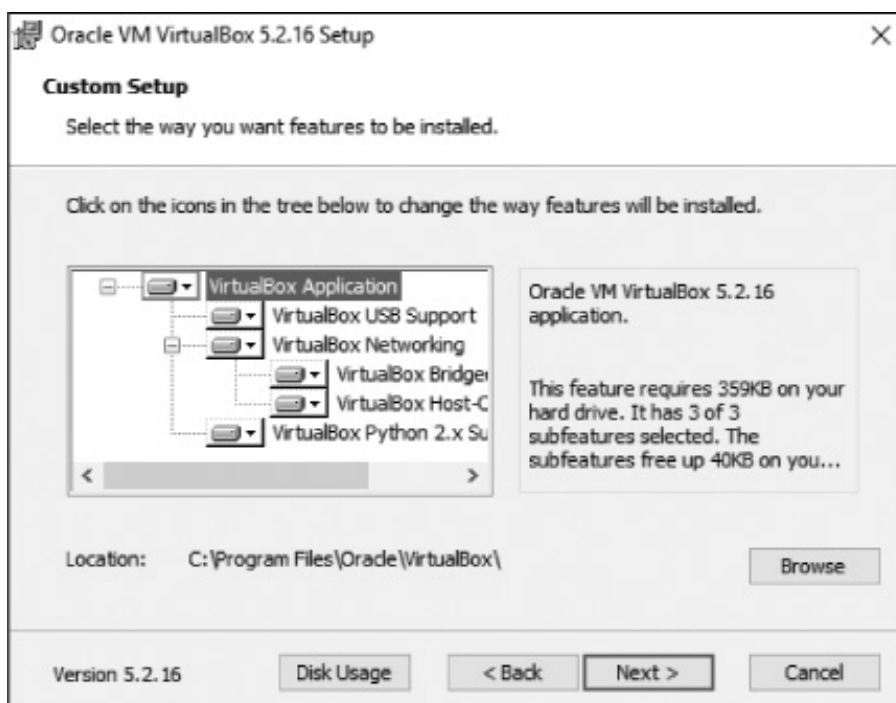 Oracle VM VirtualBox 5.2.16 Setup
Custom Setup
Select the way you want features to be installed.
Click on the icons in the tree below to change the way features will be installed.
VirtualBox Application
VirtualBox USB Support
VirtualBox Networking
VirtualBox Bridge
VirtualBox Host-
VirtualBox Python 2.x Su
Oracle VM VirtualBox 5.2.16
application.
This feature requires 359KB on your
hard drive. It has 3 of 3
subfeatures selected. The
subfeatures free up 40KB on you...
Location: C:\Program Files\Oracle\VirtualBox\
Browse
Version 5.2.16
Disk Usage
< Back
Next >
Cancel